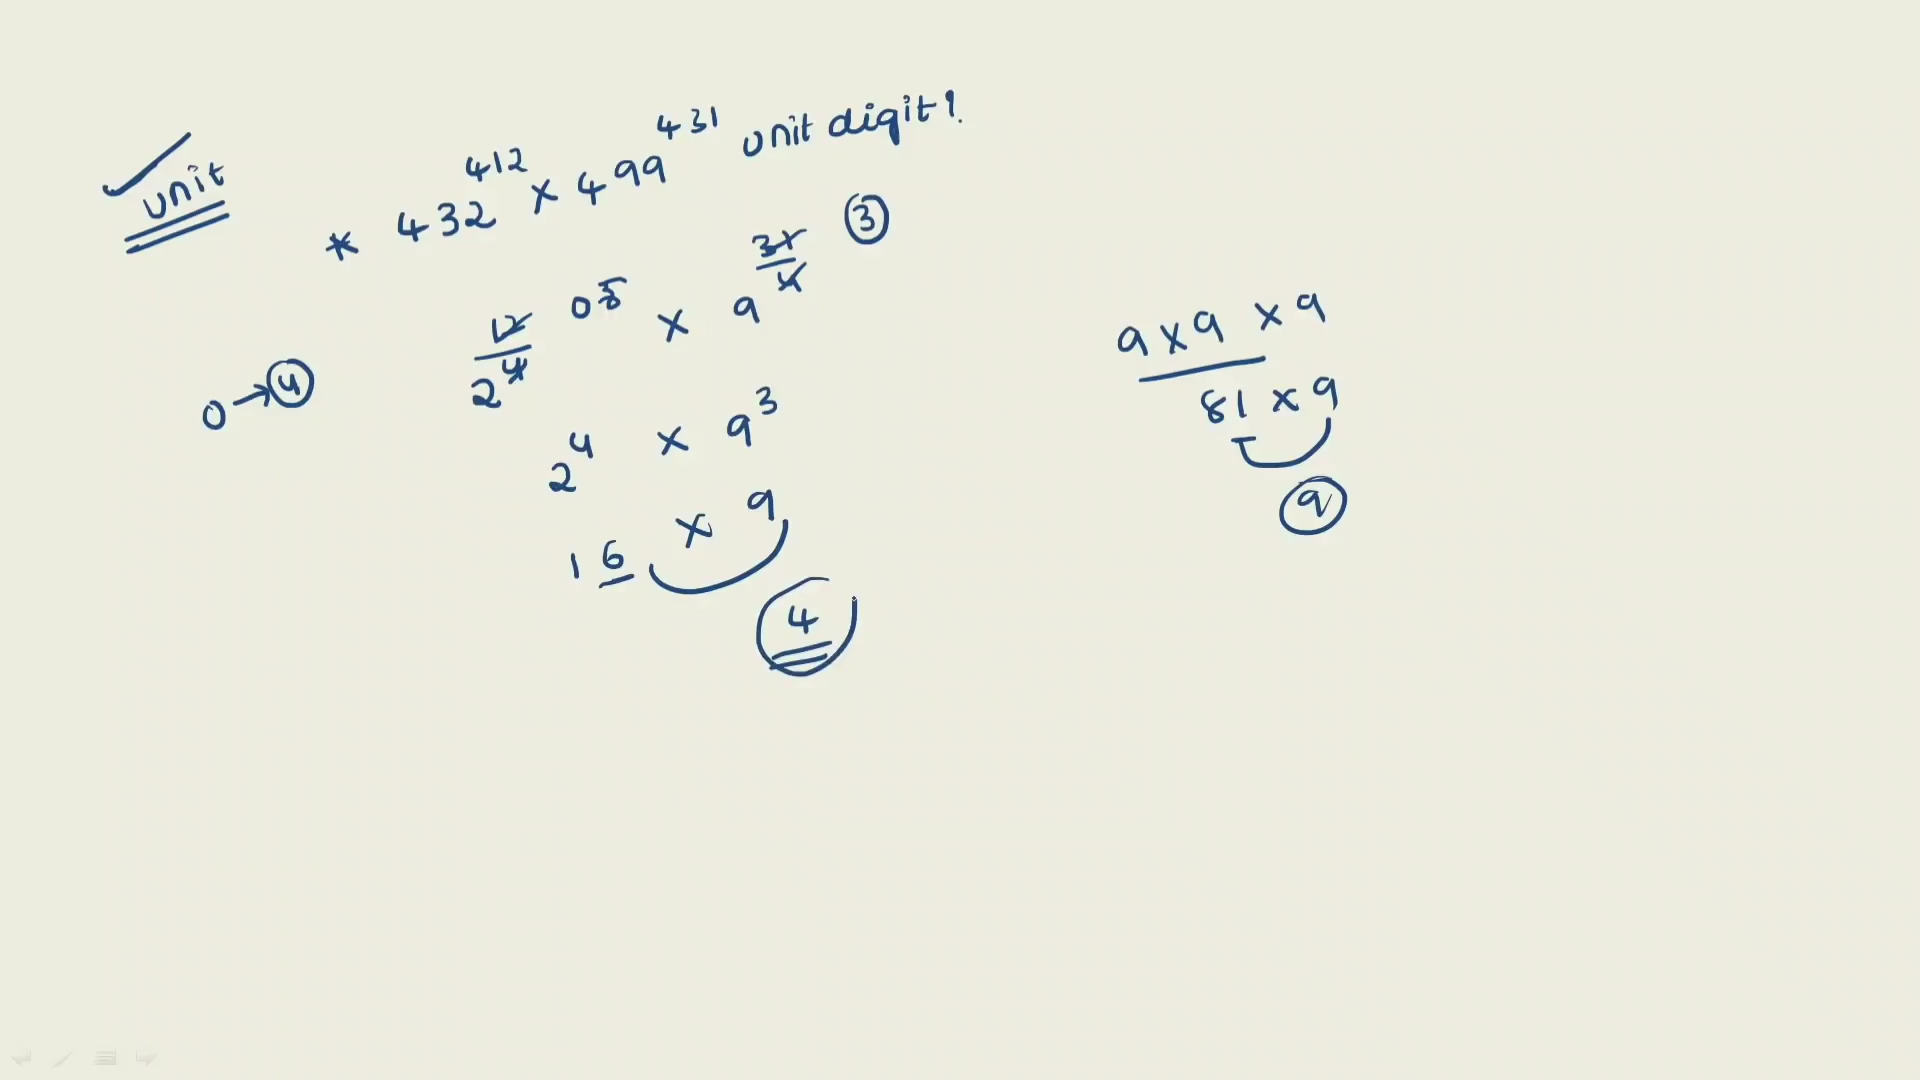 unit
* 432^412 × 499^431 unit digit?
12/4 0 × 9^31/4 ③
2
0 → ④
2^4 × 9^3
16 × 9
4
9 × 9 × 9
81 × 9
9